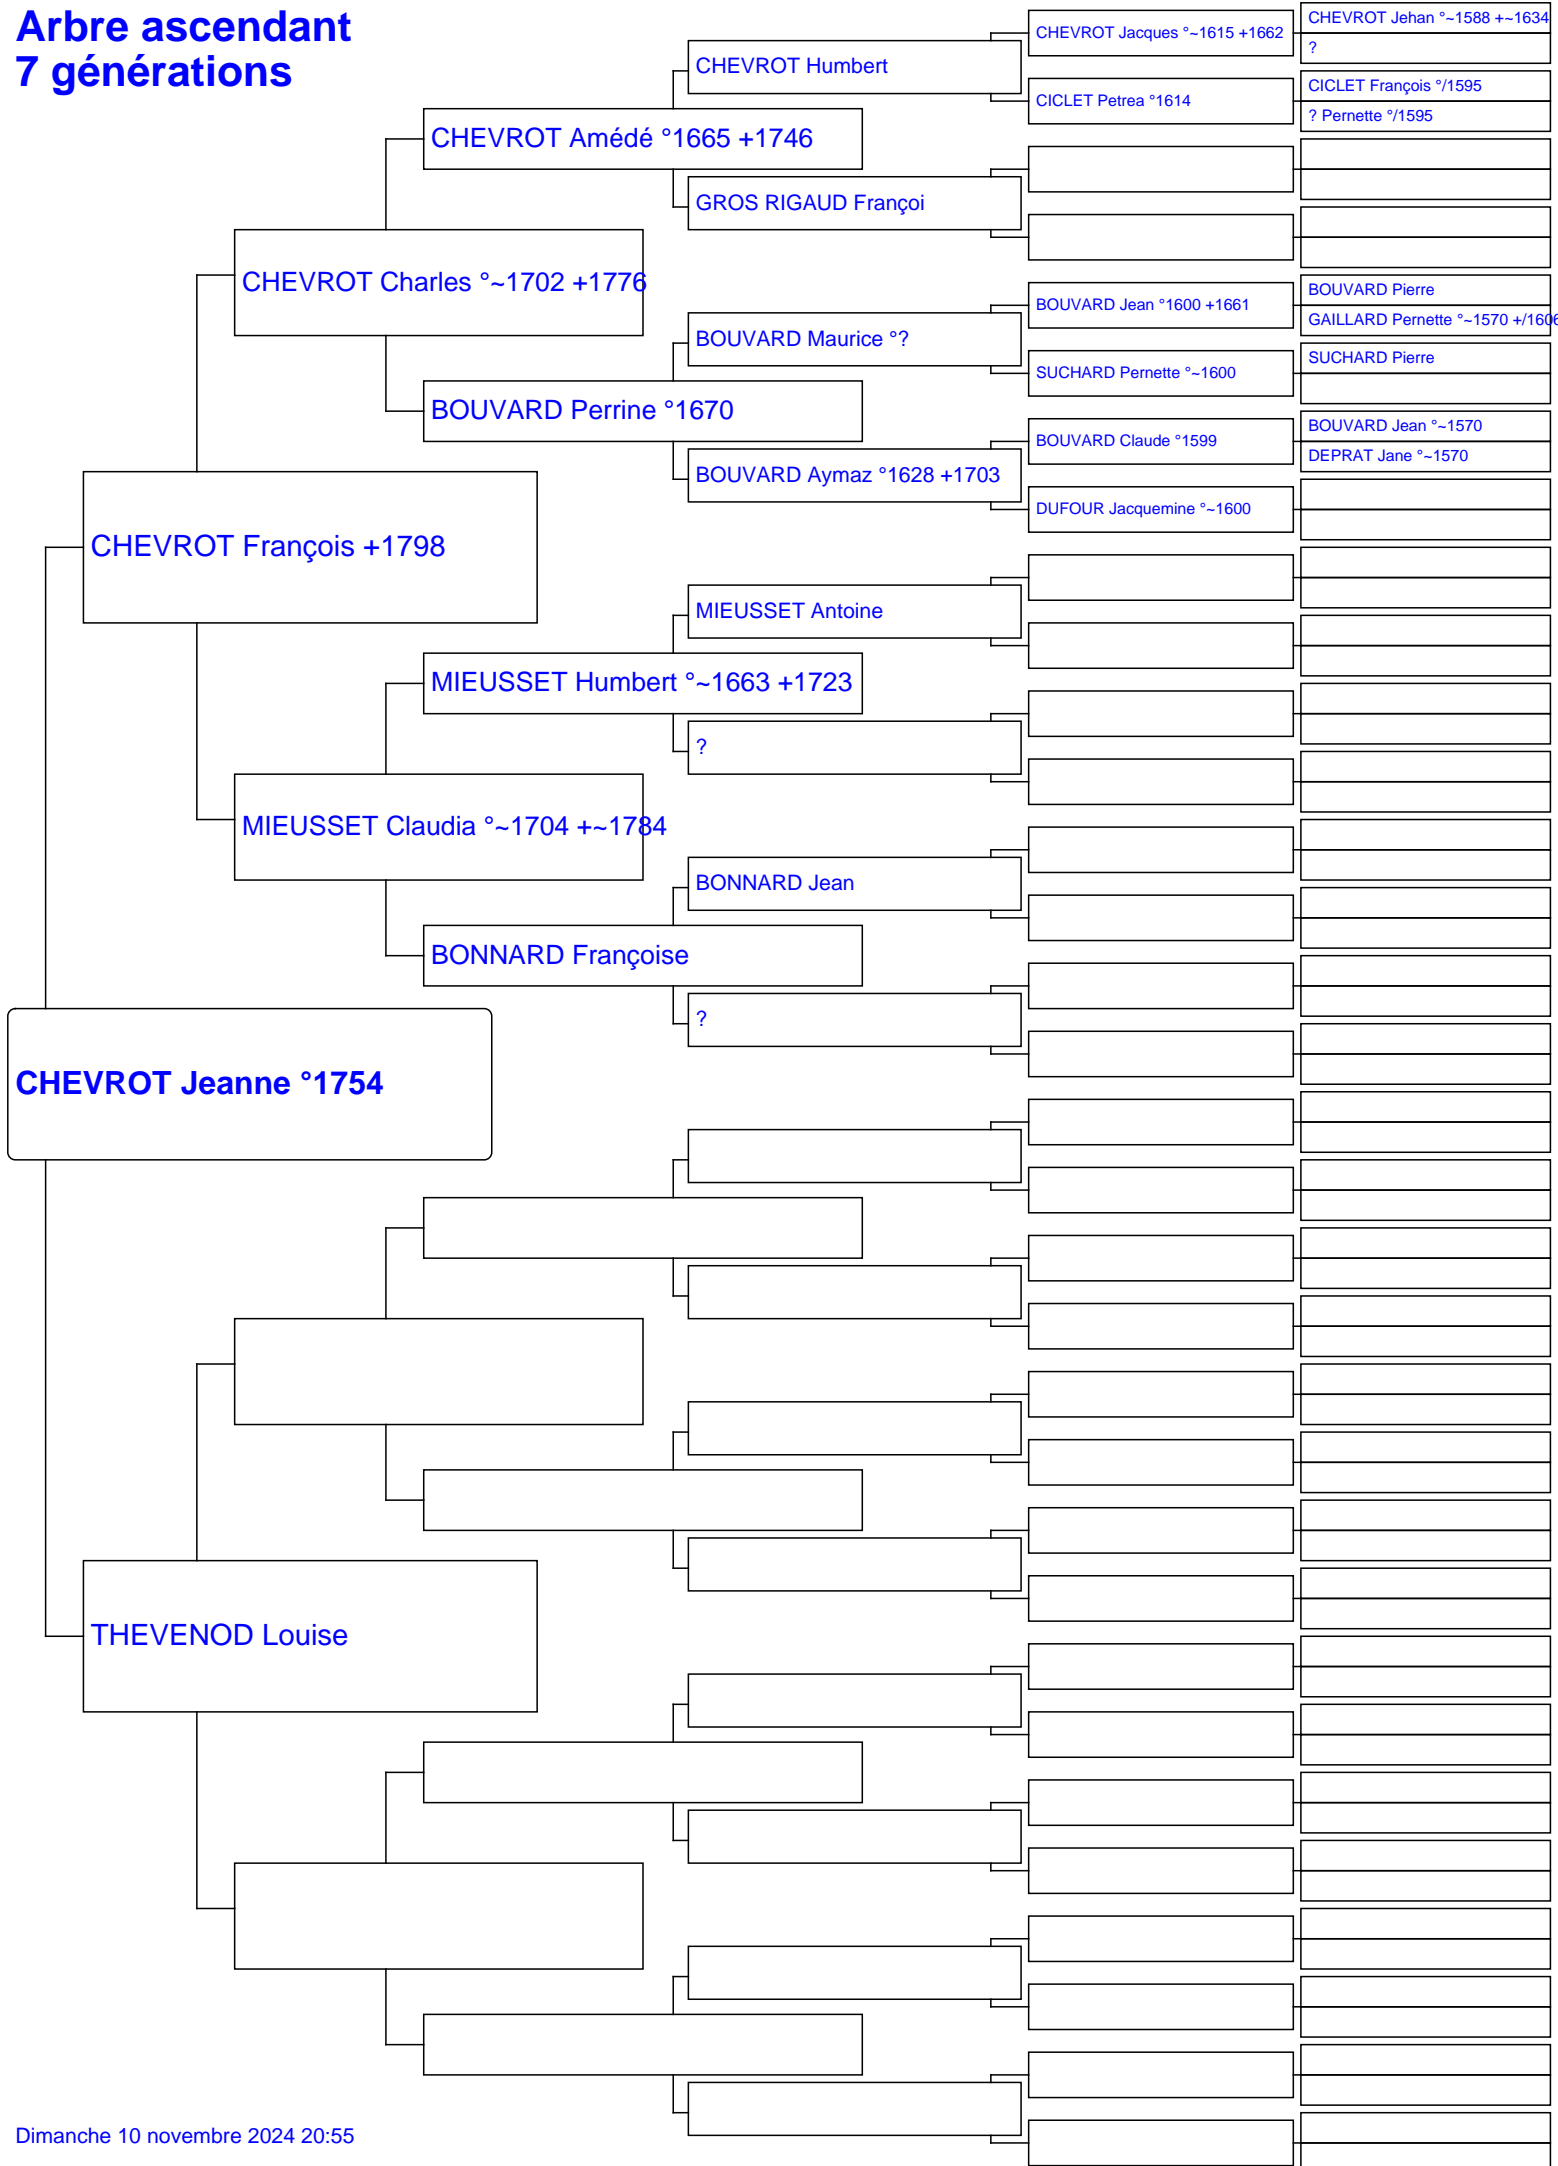 Arbre ascendant
7 générations
CHEVROT Jacques °~1615 +1662
CHEVROT Jehan °~1588 +~1634
?
CHEVROT Humbert
CICLET Petrea °1614
CICLET François °/1595
? Pernette °/1595
CHEVROT Amédé °1665 +1746
GROS RIGAUD Françoi
CHEVROT Charles °~1702 +1776
BOUVARD Jean °1600 +1661
BOUVARD Pierre
GAILLARD Pernette °~1570 +/1606
BOUVARD Maurice °?
SUCHARD Pernette °~1600
SUCHARD Pierre
BOUVARD Perrine °1670
BOUVARD Claude °1599
BOUVARD Jean °~1570
DEPRAT Jane °~1570
BOUVARD Aymaz °1628 +1703
DUFOUR Jacquemine °~1600
CHEVROT François +1798
MIEUSSET Antoine
MIEUSSET Humbert °~1663 +1723
?
MIEUSSET Claudia °~1704 +~1784
BONNARD Jean
BONNARD Françoise
?
CHEVROT Jeanne °1754
THEVENOD Louise
Dimanche 10 novembre 2024 20:55